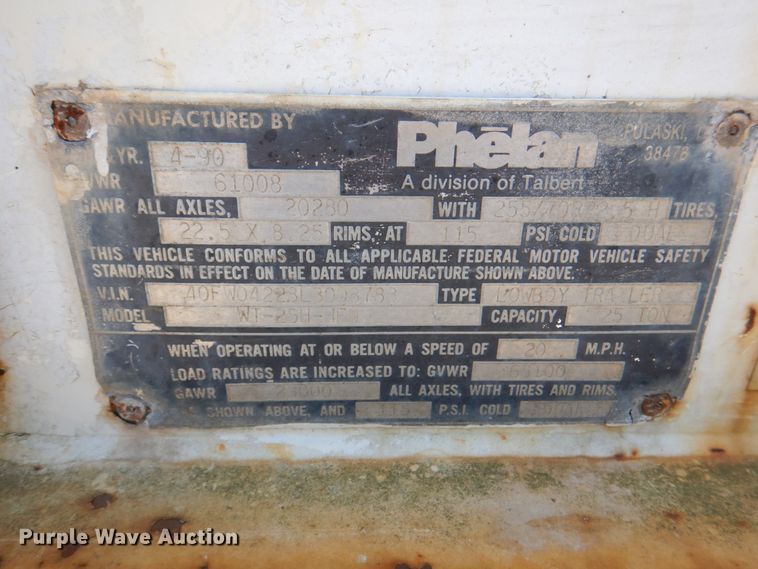 MANUFACTURED BY Phēlan PULASKI,
YR. 4-90 38478
GVWR 61008 A division of Talbert
GAWR ALL AXLES, 20280 WITH TIRES,
22.5 X 8.25 RIMS, AT 115 PSI COLD
THIS VEHICLE CONFORMS TO ALL APPLICABLE FEDERAL MOTOR VEHICLE SAFETY
STANDARDS IN EFFECT ON THE DATE OF MANUFACTURE SHOWN ABOVE.
V.I.N. TYPE LOWBOY TRAILER
MODEL CAPACITY, 25 TON
WHEN OPERATING AT OR BELOW A SPEED OF 20 M.P.H.
LOAD RATINGS ARE INCREASED TO: GVWR
GAWR 23000 ALL AXLES, WITH TIRES AND RIMS,
AS SHOWN ABOVE, AND 115 P.S.I. COLD
Purple Wave Auction